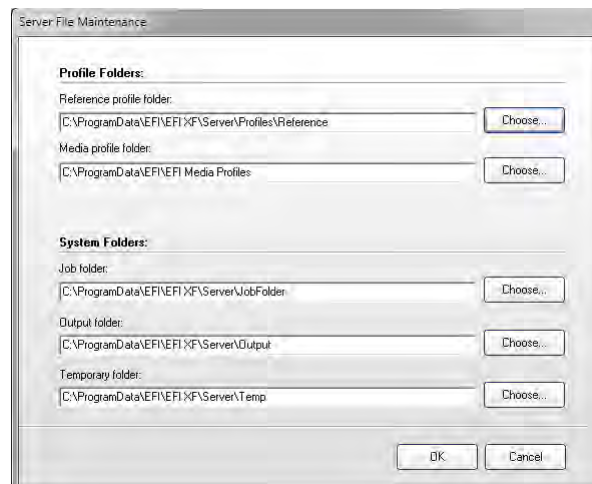 Server File Maintenance
Profile Folders:
Reference profile folder:
C:\ProgramData\EFI\EFI XF\Server\Profiles\Reference
Choose...
Media profile folder:
C:\ProgramData\EFI\EFI Media Profiles
Choose...
System Folders:
Job folder:
C:\ProgramData\EFI\EFI XF\Server\JobFolder
Choose...
Output folder:
C:\ProgramData\EFI\EFI XF\Server\Output
Choose...
Temporary folder:
C:\ProgramData\EFI\EFI XF\Server\Temp
Choose...
OK
Cancel